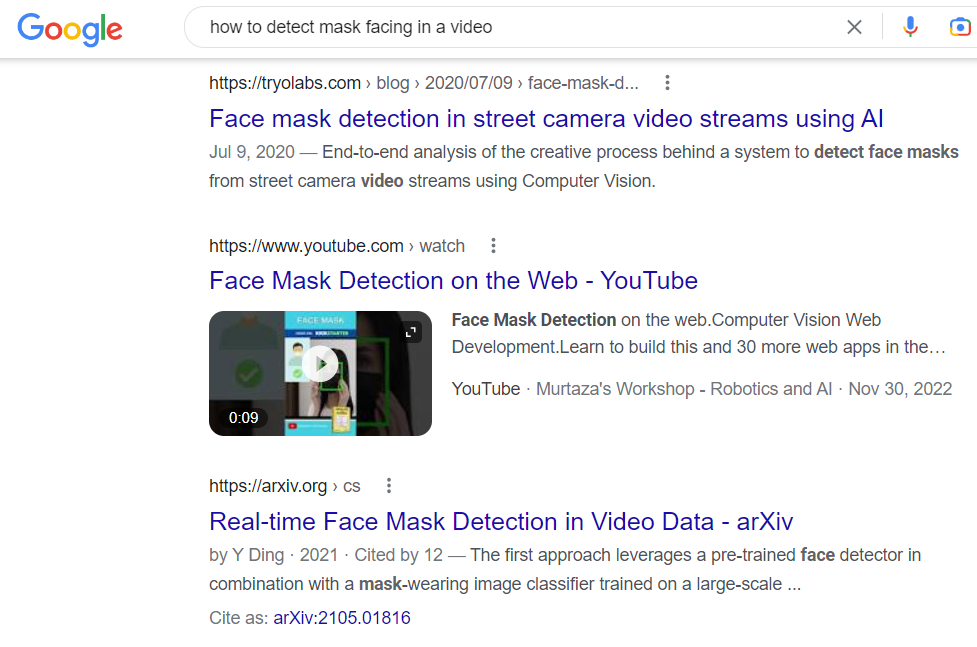 Google
how to detect mask facing in a video
https://tryolabs.com › blog › 2020/07/09 › face-mask-d...
Face mask detection in street camera video streams using AI
Jul 9, 2020 — End-to-end analysis of the creative process behind a system to detect face masks
from street camera video streams using Computer Vision.
https://www.youtube.com › watch
Face Mask Detection on the Web - YouTube
FACE MASK
0:09
Face Mask Detection on the web.Computer Vision Web
Development.Learn to build this and 30 more web apps in the…
YouTube · Murtaza's Workshop - Robotics and AI · Nov 30, 2022
https://arxiv.org › cs
Real-time Face Mask Detection in Video Data - arXiv
by Y Ding · 2021 · Cited by 12 — The first approach leverages a pre-trained face detector in
combination with a mask-wearing image classifier trained on a large-scale ...
Cite as: arXiv:2105.01816